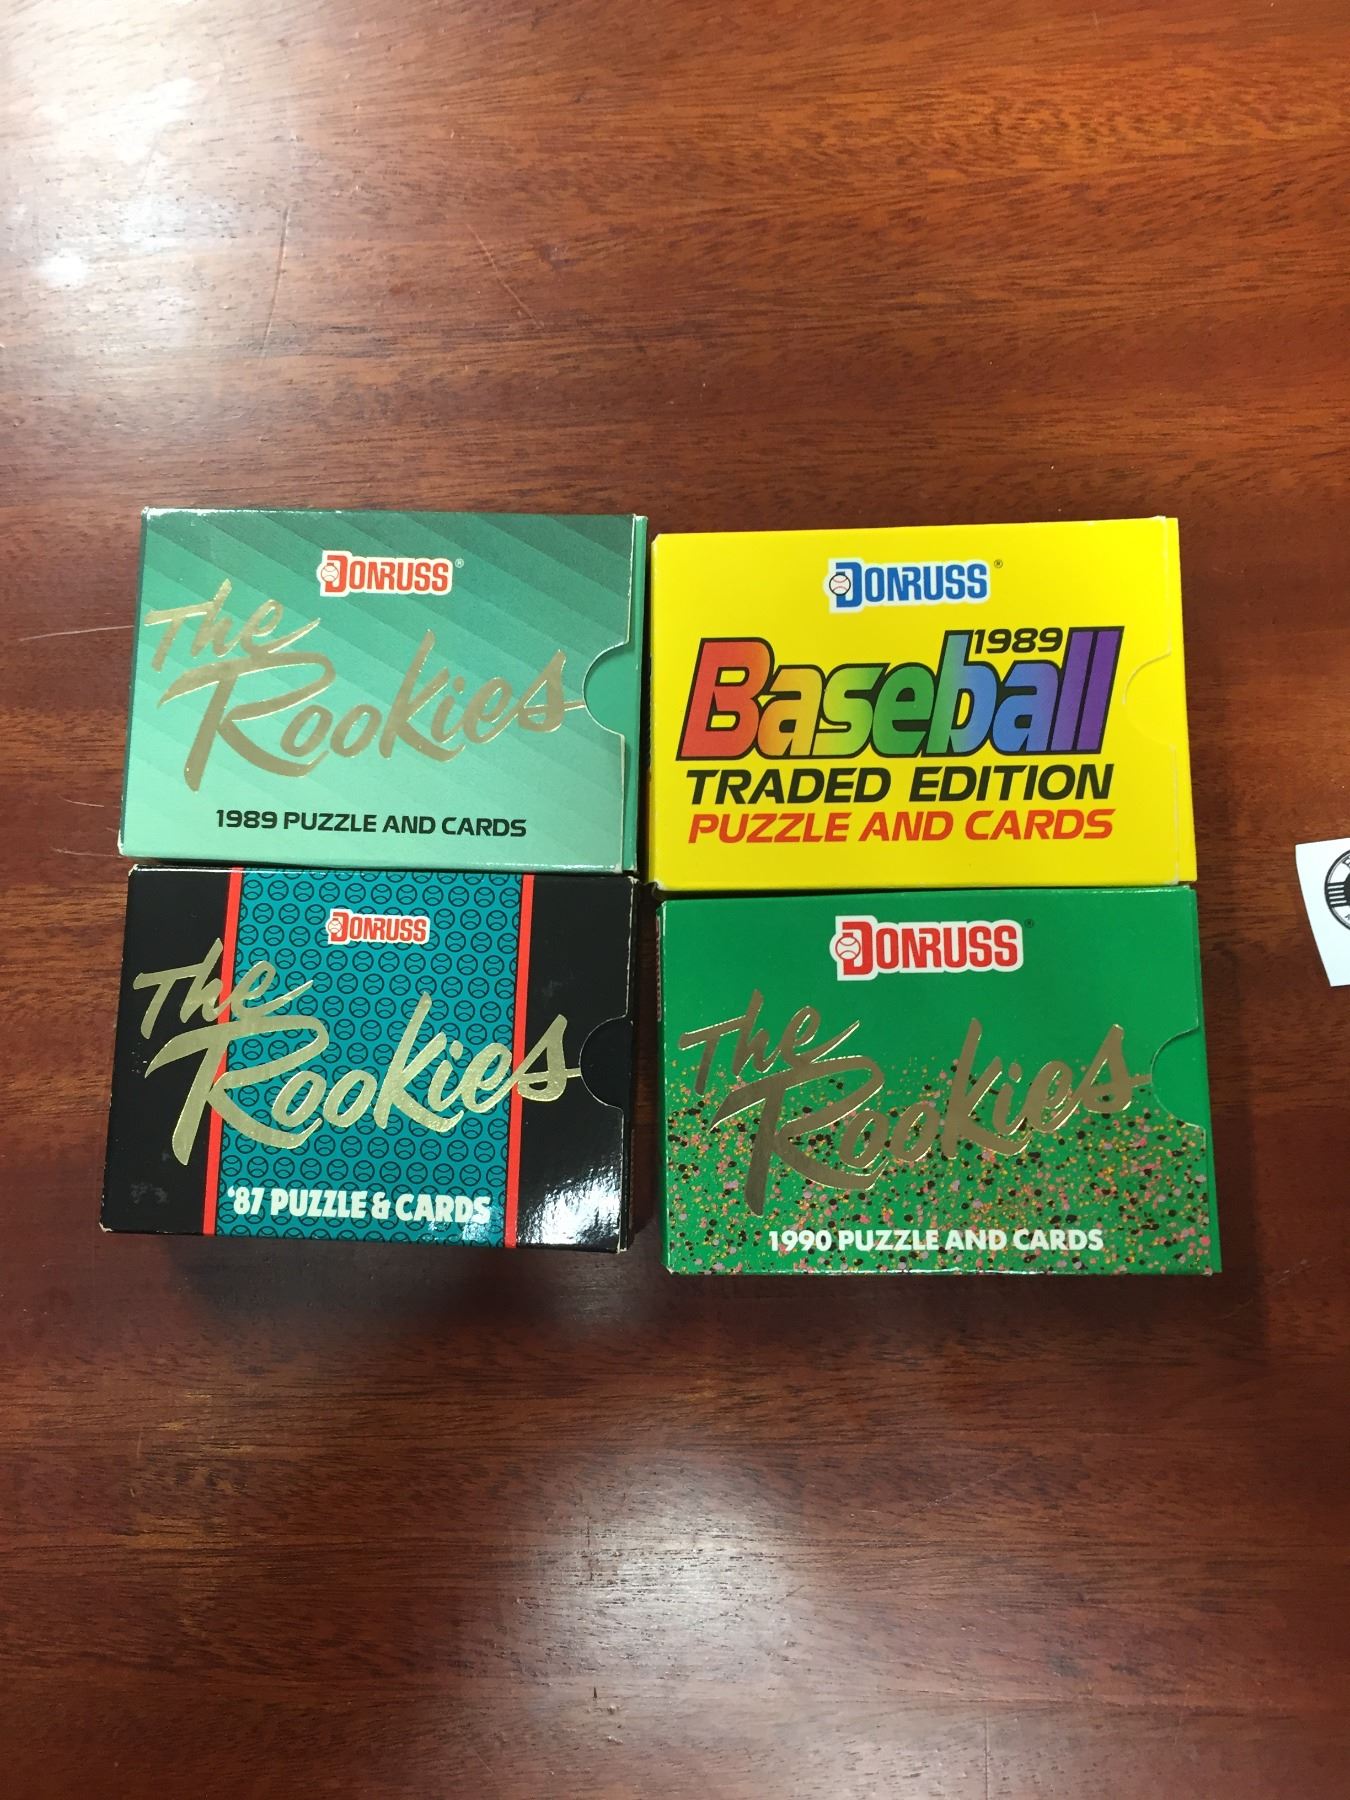 DONRUSS®
The
Rookies
1989 PUZZLE AND CARDS
DONRUSS®
1989
Baseball
TRADED EDITION
PUZZLE AND CARDS
DONRUSS
The
Rookies
'87 PUZZLE & CARDS
DONRUSS®
The
Rookies
1990 PUZZLE AND CARDS